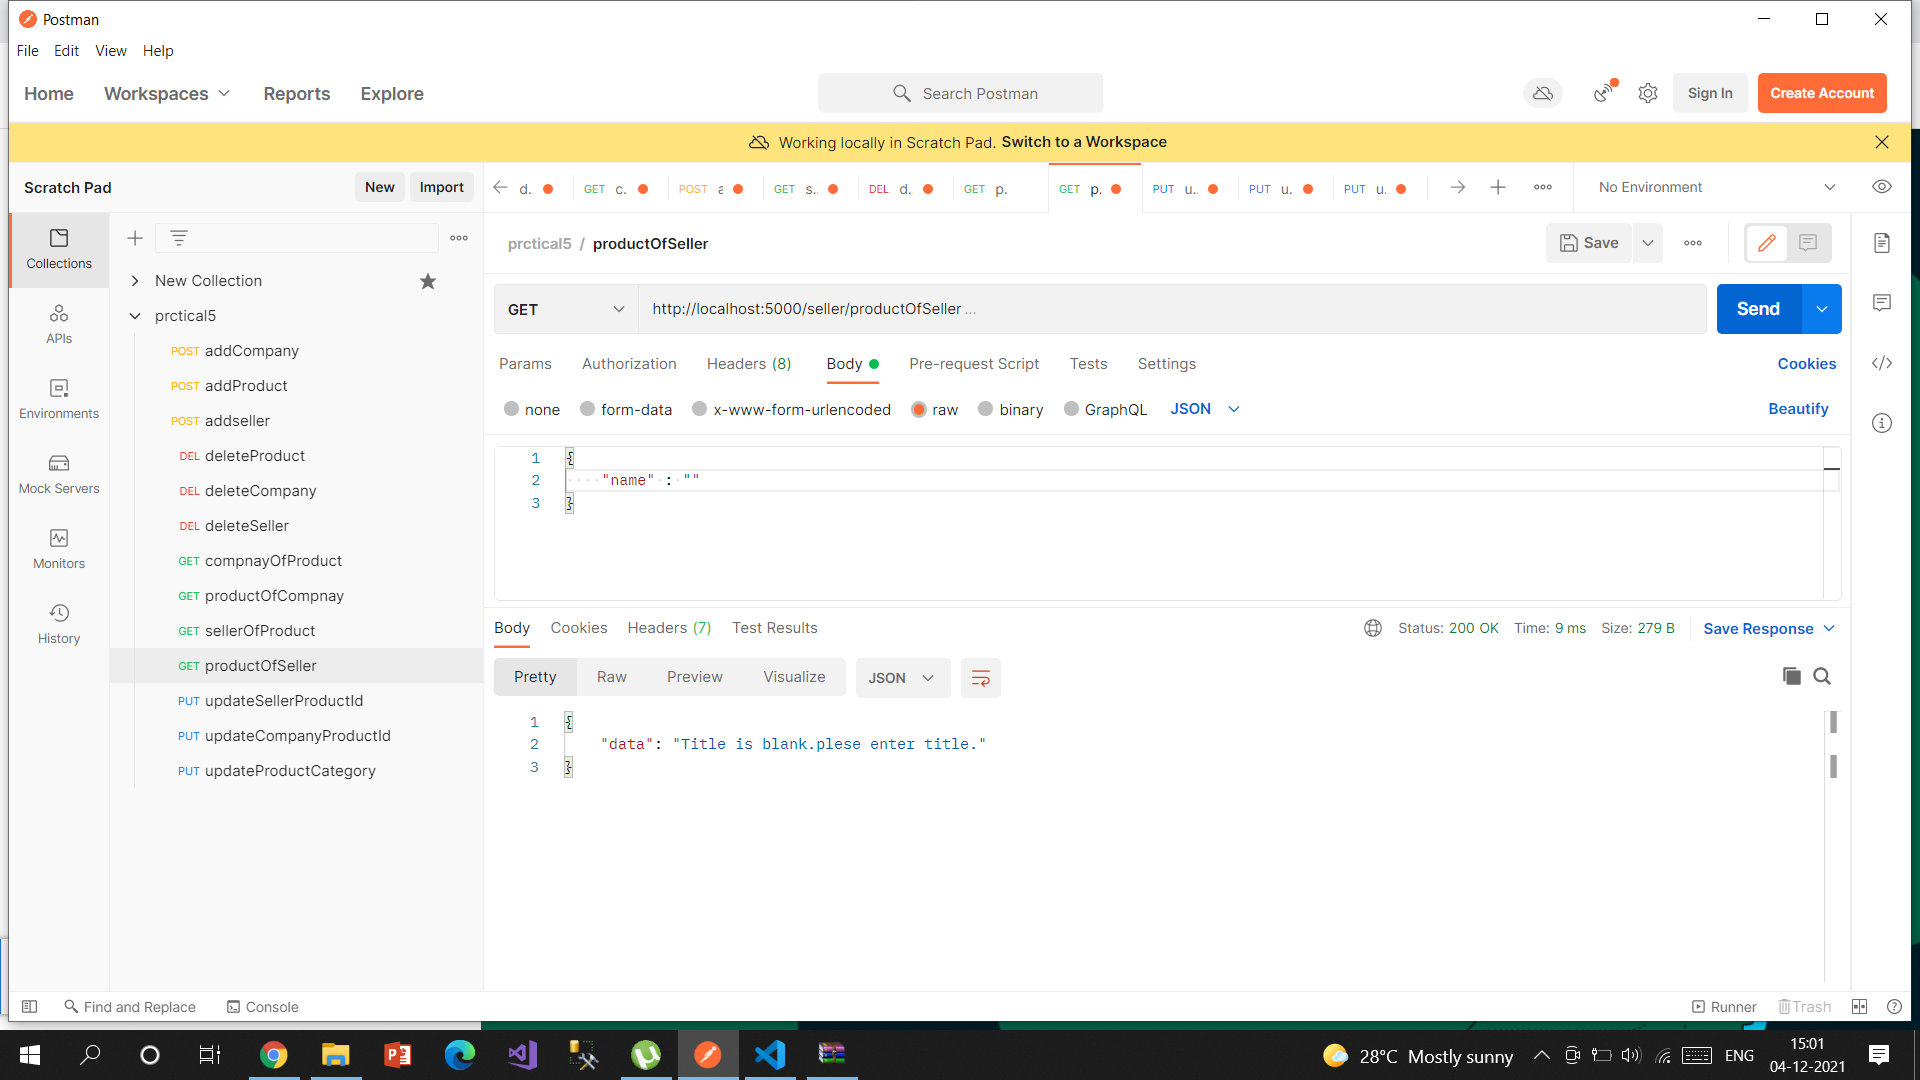 Postman
File Edit View Help
Home Workspaces Reports Explore
Search Postman
Sign In
Create Account
Working locally in Scratch Pad. Switch to a Workspace
Scratch Pad
New Import
d. GET c. POST a GET s.. DEL d. GET p. GET p. PUT u. PUT u. PUT u.
No Environment
Collections
APIs
Environments
Mock Servers
Monitors
History
New Collection
prctical5
POST addCompany
POST addProduct
POST addseller
DEL deleteProduct
DEL deleteCompany
DEL deleteSeller
GET compnayOfProduct
GET productOfCompnay
GET sellerOfProduct
GET productOfSeller
PUT updateSellerProductId
PUT updateCompanyProductId
PUT updateProductCategory
prctical5 / productOfSeller
Save
GET http://localhost:5000/seller/productOfSeller ...
Send
Params Authorization Headers (8) Body Pre-request Script Tests Settings
Cookies
none form-data x-www-form-urlencoded raw binary GraphQL JSON
Beautify
1 {
2 "name" : ""
3 }
Body Cookies Headers (7) Test Results
Status: 200 OK Time: 9 ms Size: 279 B Save Response
Pretty Raw Preview Visualize JSON
1 {
2 "data": "Title is blank.plese enter title."
3 }
Find and Replace Console
Runner Trash
28°C Mostly sunny
ENG
15:01
04-12-2021